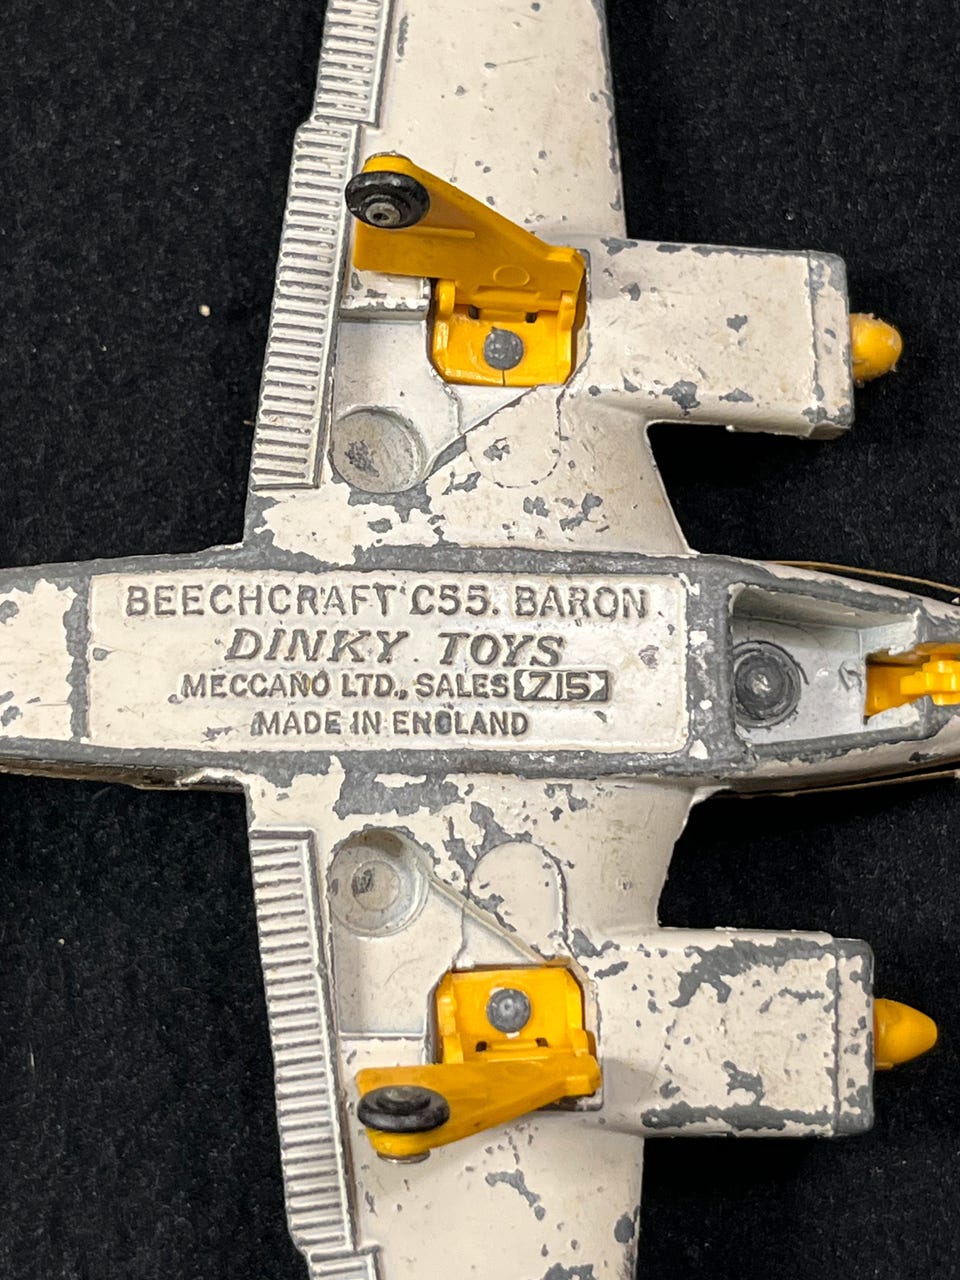 BEECHCRAFT C55. BARON
DINKY TOYS
MECCANO LTD., SALES 715
MADE IN ENGLAND